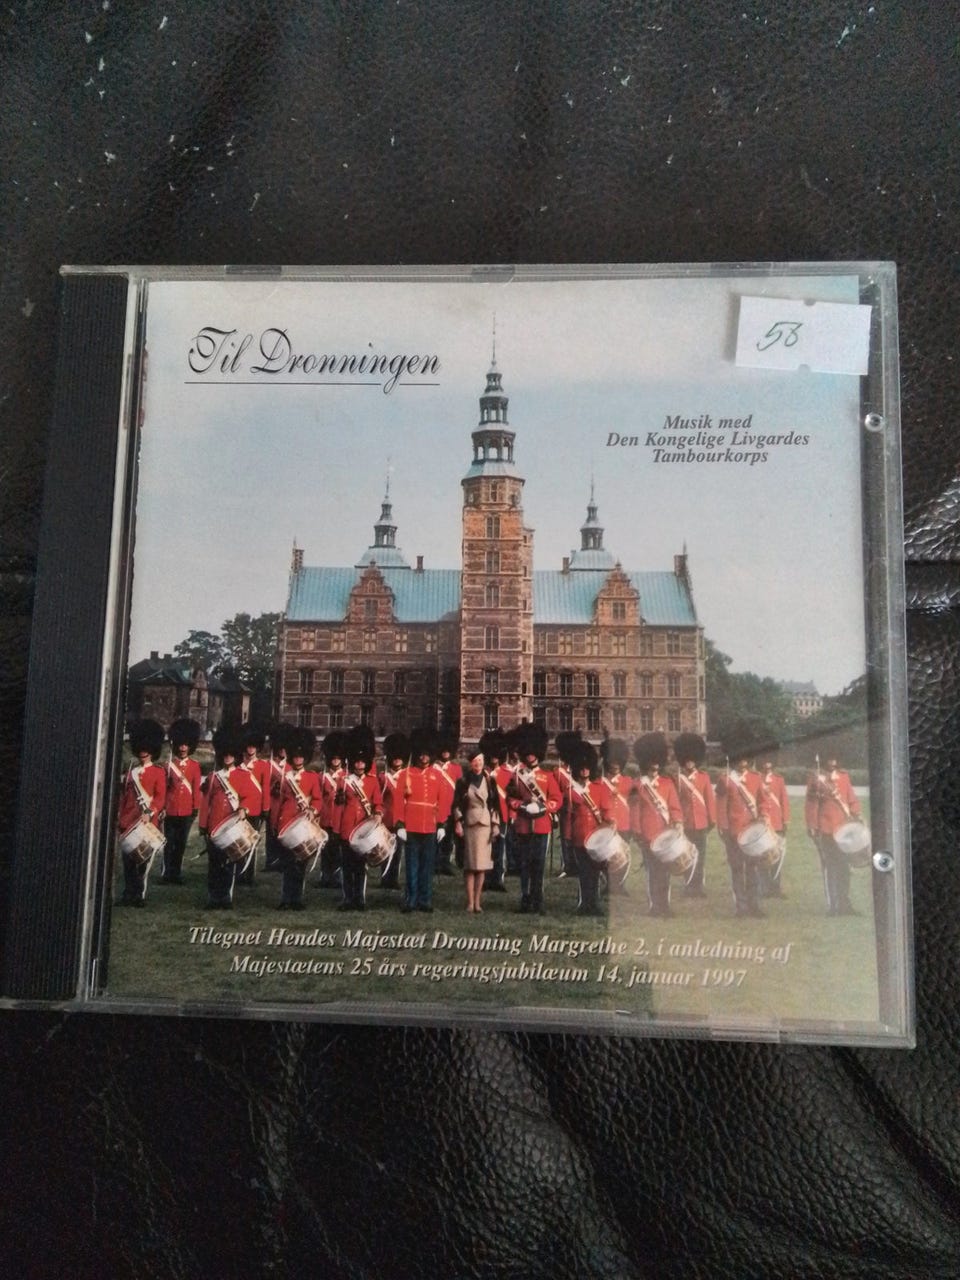 Til Dronningen
58
Musik med
Den Kongelige Livgardes
Tambourkorps
Tilegnet Hendes Majestæt Dronning Margrethe 2. i anledning af
Majestætens 25 års regeringsjubilæum 14. januar 1997